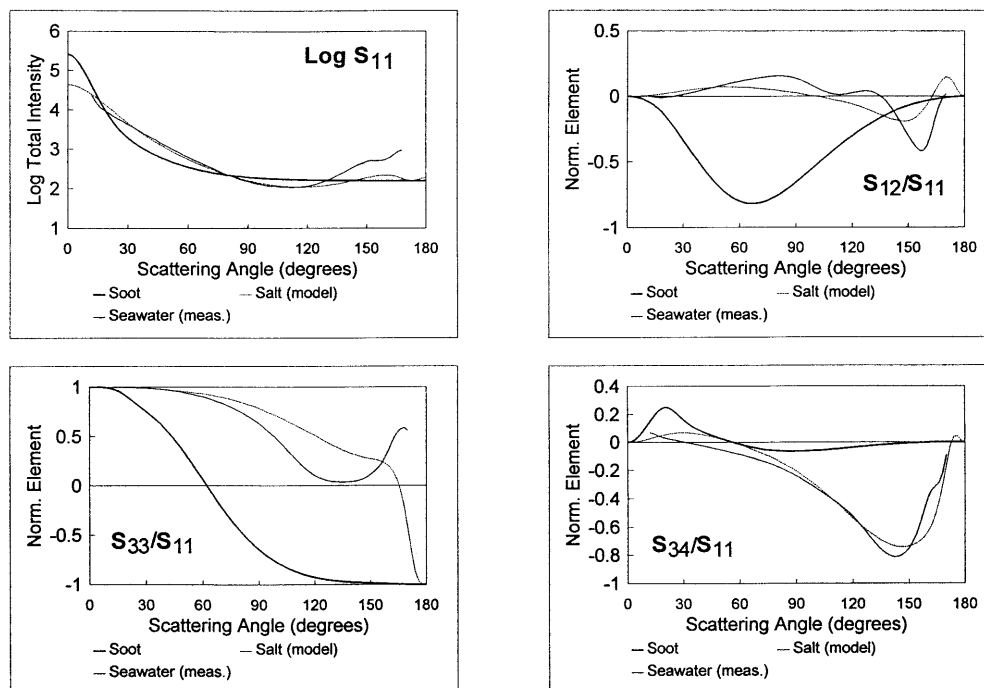 Log S11
Log Total Intensity
6
5
4
3
2
1
0 30 60 90 120 150 180
Scattering Angle (degrees)
— Soot — Salt (model)
— Seawater (meas.)
S12/S11
Norm. Element
0.5
0
-0.5
-1
0 30 60 90 120 150 180
Scattering Angle (degrees)
— Soot — Salt (model)
— Seawater (meas.)
S33/S11
Norm. Element
1
0.5
0
-0.5
-1
0 30 60 90 120 150 180
Scattering Angle (degrees)
— Soot — Salt (model)
— Seawater (meas.)
S34/S11
Norm. Element
0.4
0.2
0
-0.2
-0.4
-0.6
-0.8
-1
0 30 60 90 120 150 180
Scattering Angle (degrees)
— Soot — Salt (model)
— Seawater (meas.)